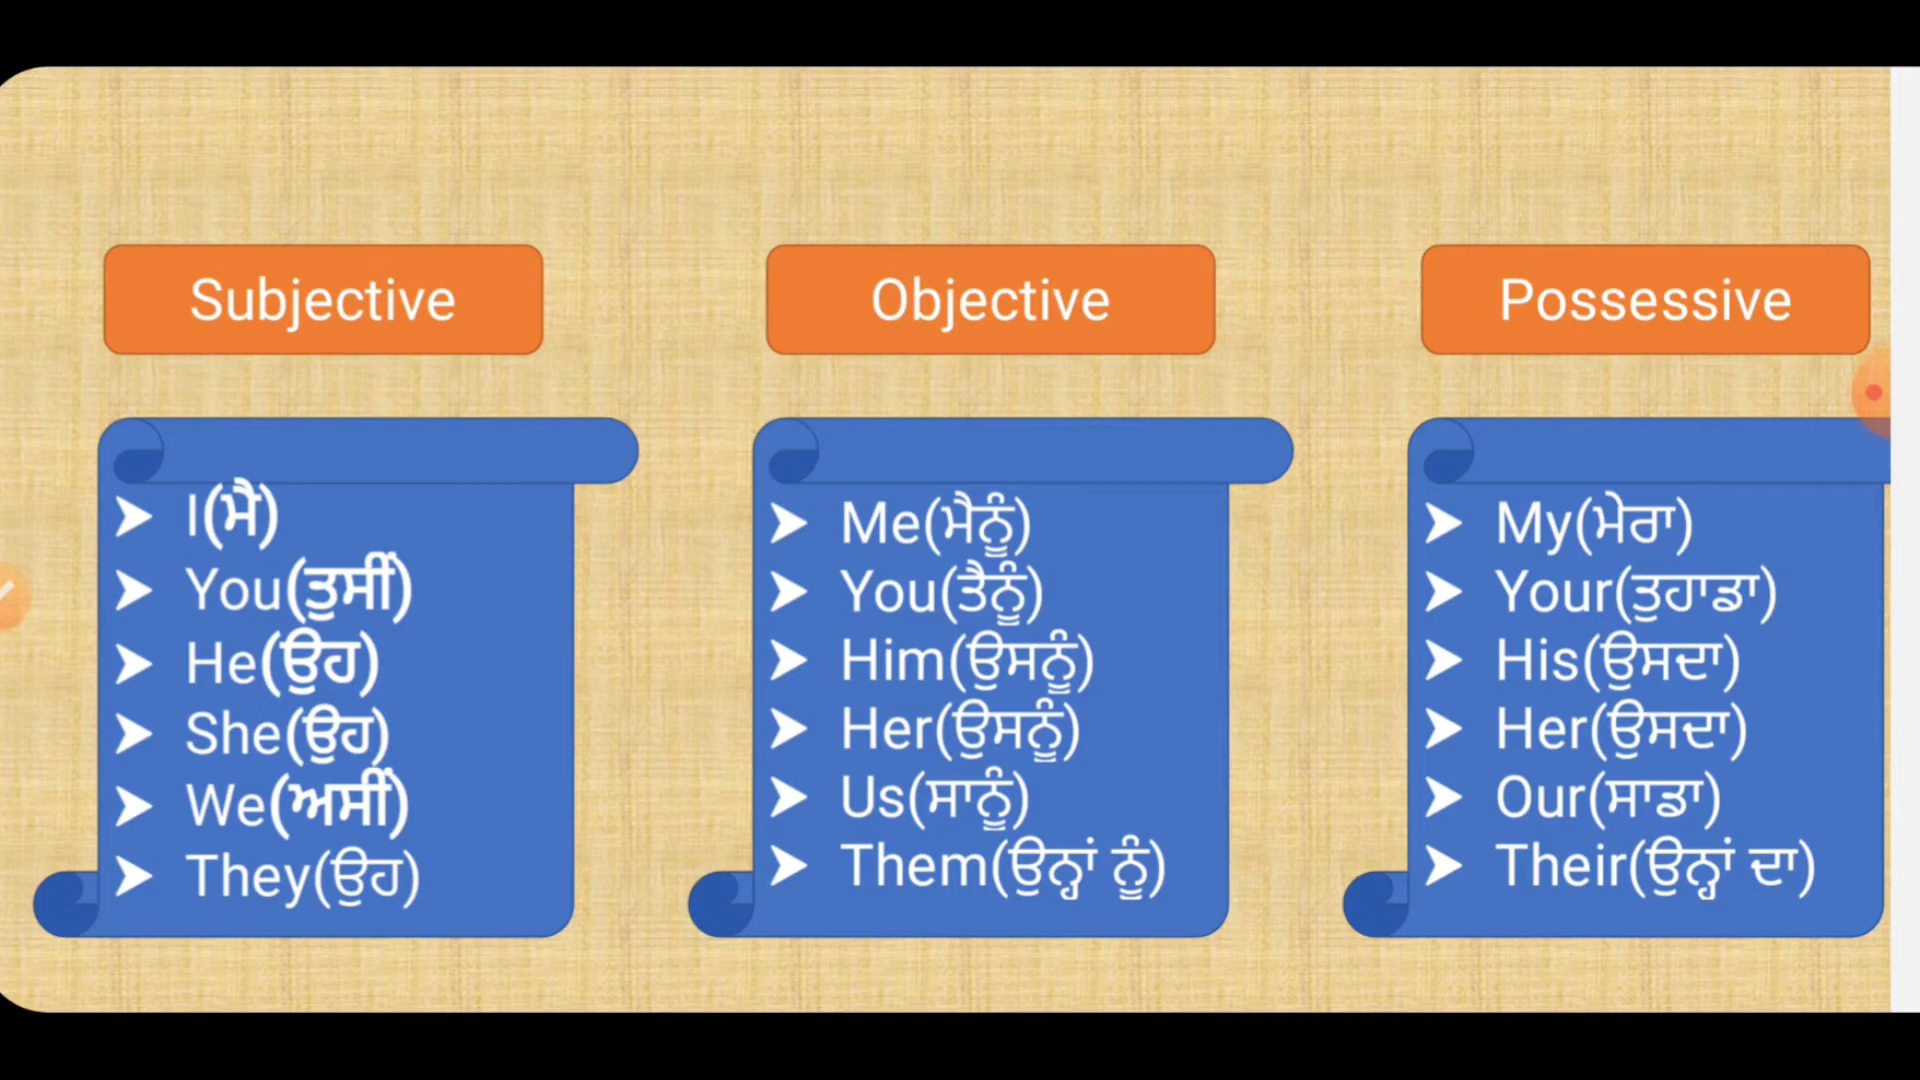 Subjective
I(ਮੈ)
You(ਤੁਸੀਂ)
He(ਉਹ)
She(ਉਹ)
We(ਅਸੀਂ)
They(ਉਹ)
Objective
Me(ਮੈਨੂੰ)
You(ਤੈਨੂੰ)
Him(ਉਸਨੂੰ)
Her(ਉਸਨੂੰ)
Us(ਸਾਨੂੰ)
Them(ਉਨ੍ਹਾਂ ਨੂੰ)
Possessive
My(ਮੇਰਾ)
Your(ਤੁਹਾਡਾ)
His(ਉਸਦਾ)
Her(ਉਸਦਾ)
Our(ਸਾਡਾ)
Their(ਉਨ੍ਹਾਂ ਦਾ)